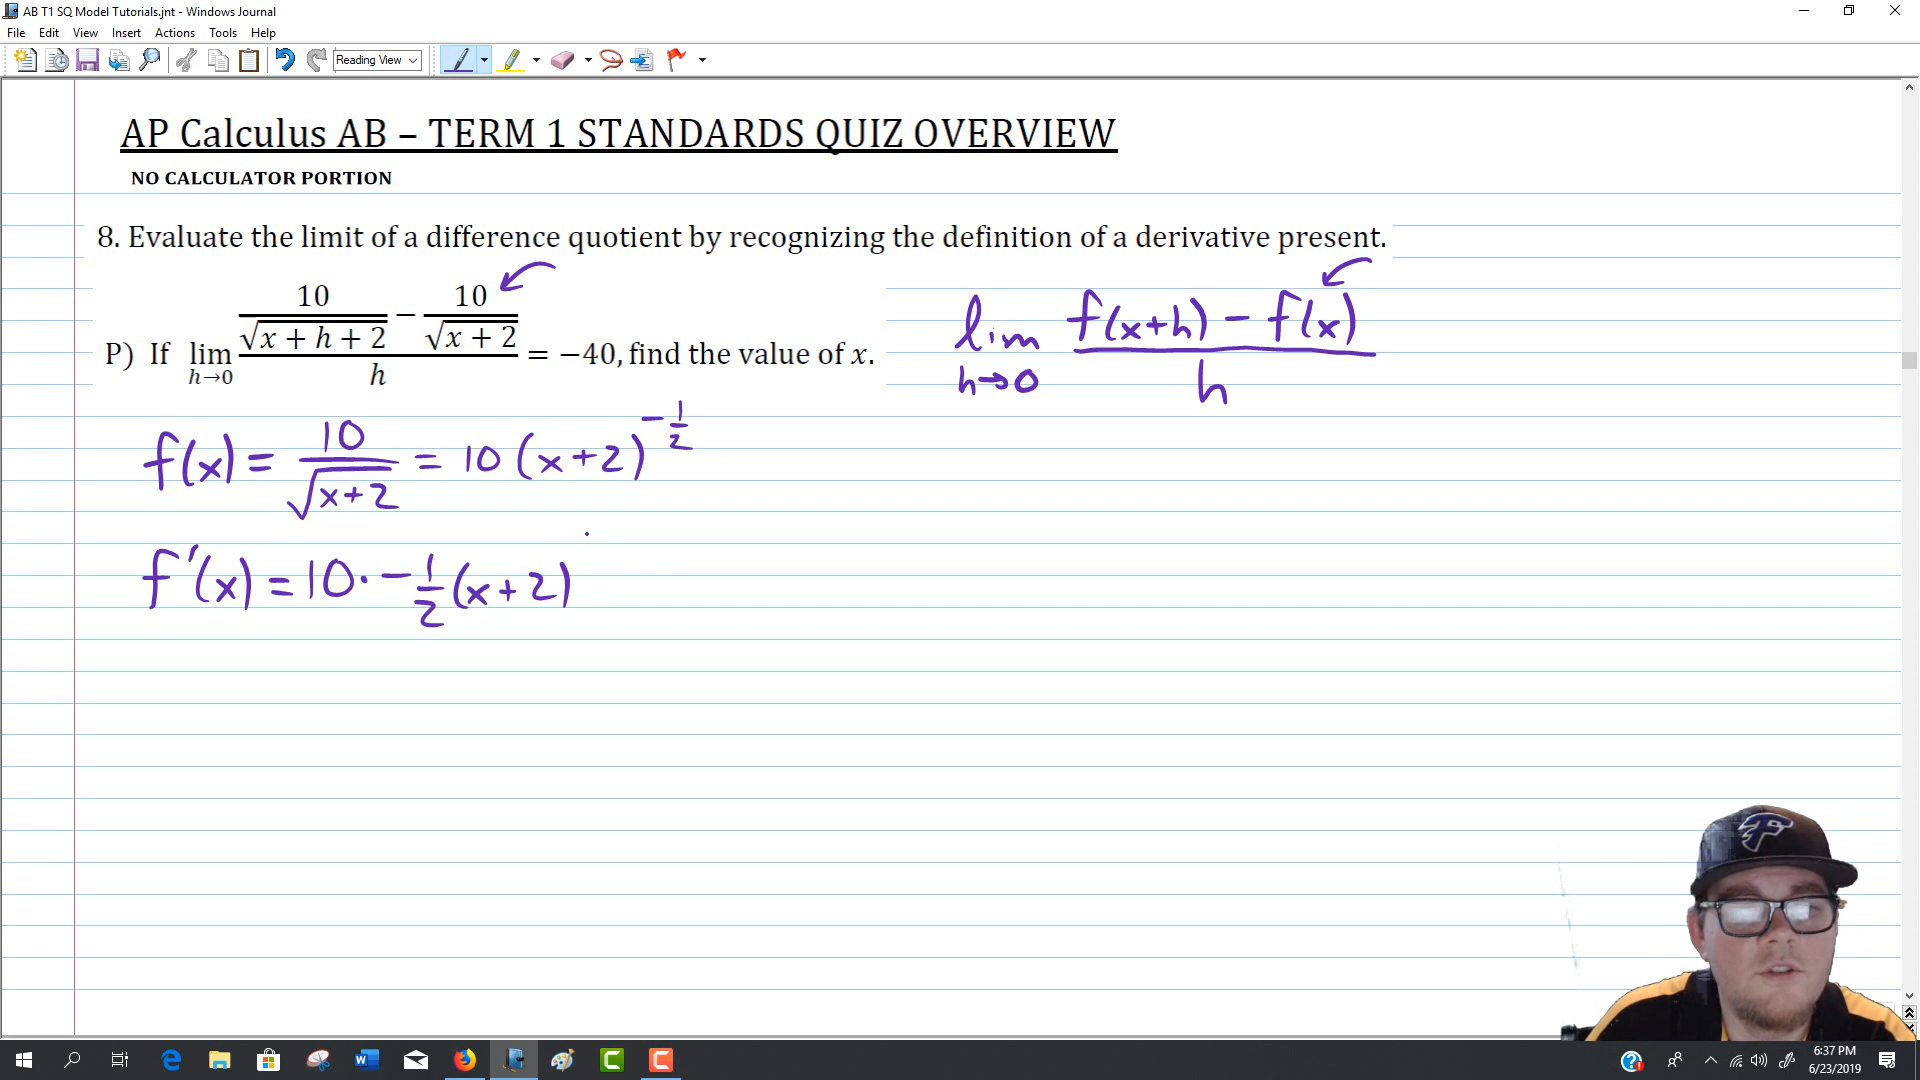 AB T1 SQ Model Tutorials.jnt - Windows Journal
File Edit View Insert Actions Tools Help
Reading View
AP Calculus AB – TERM 1 STANDARDS QUIZ OVERVIEW
NO CALCULATOR PORTION
8. Evaluate the limit of a difference quotient by recognizing the definition of a derivative present.
P) If lim h→0 (10/√(x + h + 2) − 10/√(x + 2))/h = −40, find the value of x.
lim h→0 (f(x+h) - f(x))/h
f(x) = 10/√(x+2) = 10(x+2)^(-1/2)
f'(x) = 10 · -1/2 (x+2)
6:37 PM
6/23/2019